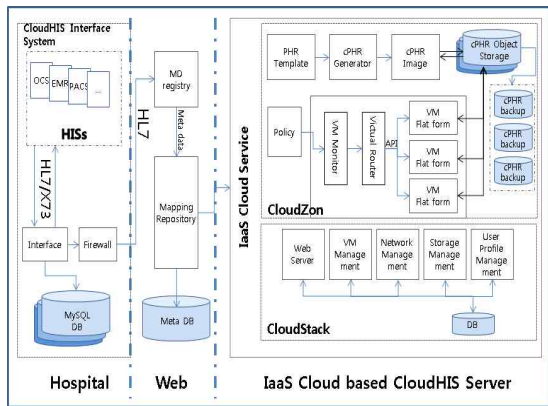 CloudHIS Interface
System
OCS
EMR
PACS
...
HISs
HL7/X73
Interface
Firewall
MySQL
DB
Hospital
MD
registry
HL7
Meta data
Mapping
Repository
Meta DB
Web
IaaS Cloud Service
PHR
Template
cPHR
Generator
cPHR
Image
cPHR Object
Storage
cPHR
backup
cPHR
backup
cPHR
backup
Policy
VM Monitor
Victual Router
API
VM
Flat form
VM
Flat form
VM
Flat form
CloudZon
Web
Server
VM
Manage
ment
Network
Manage
ment
Storage
Manage
ment
User
Profile
Manage
ment
DB
CloudStack
IaaS Cloud based CloudHIS Server